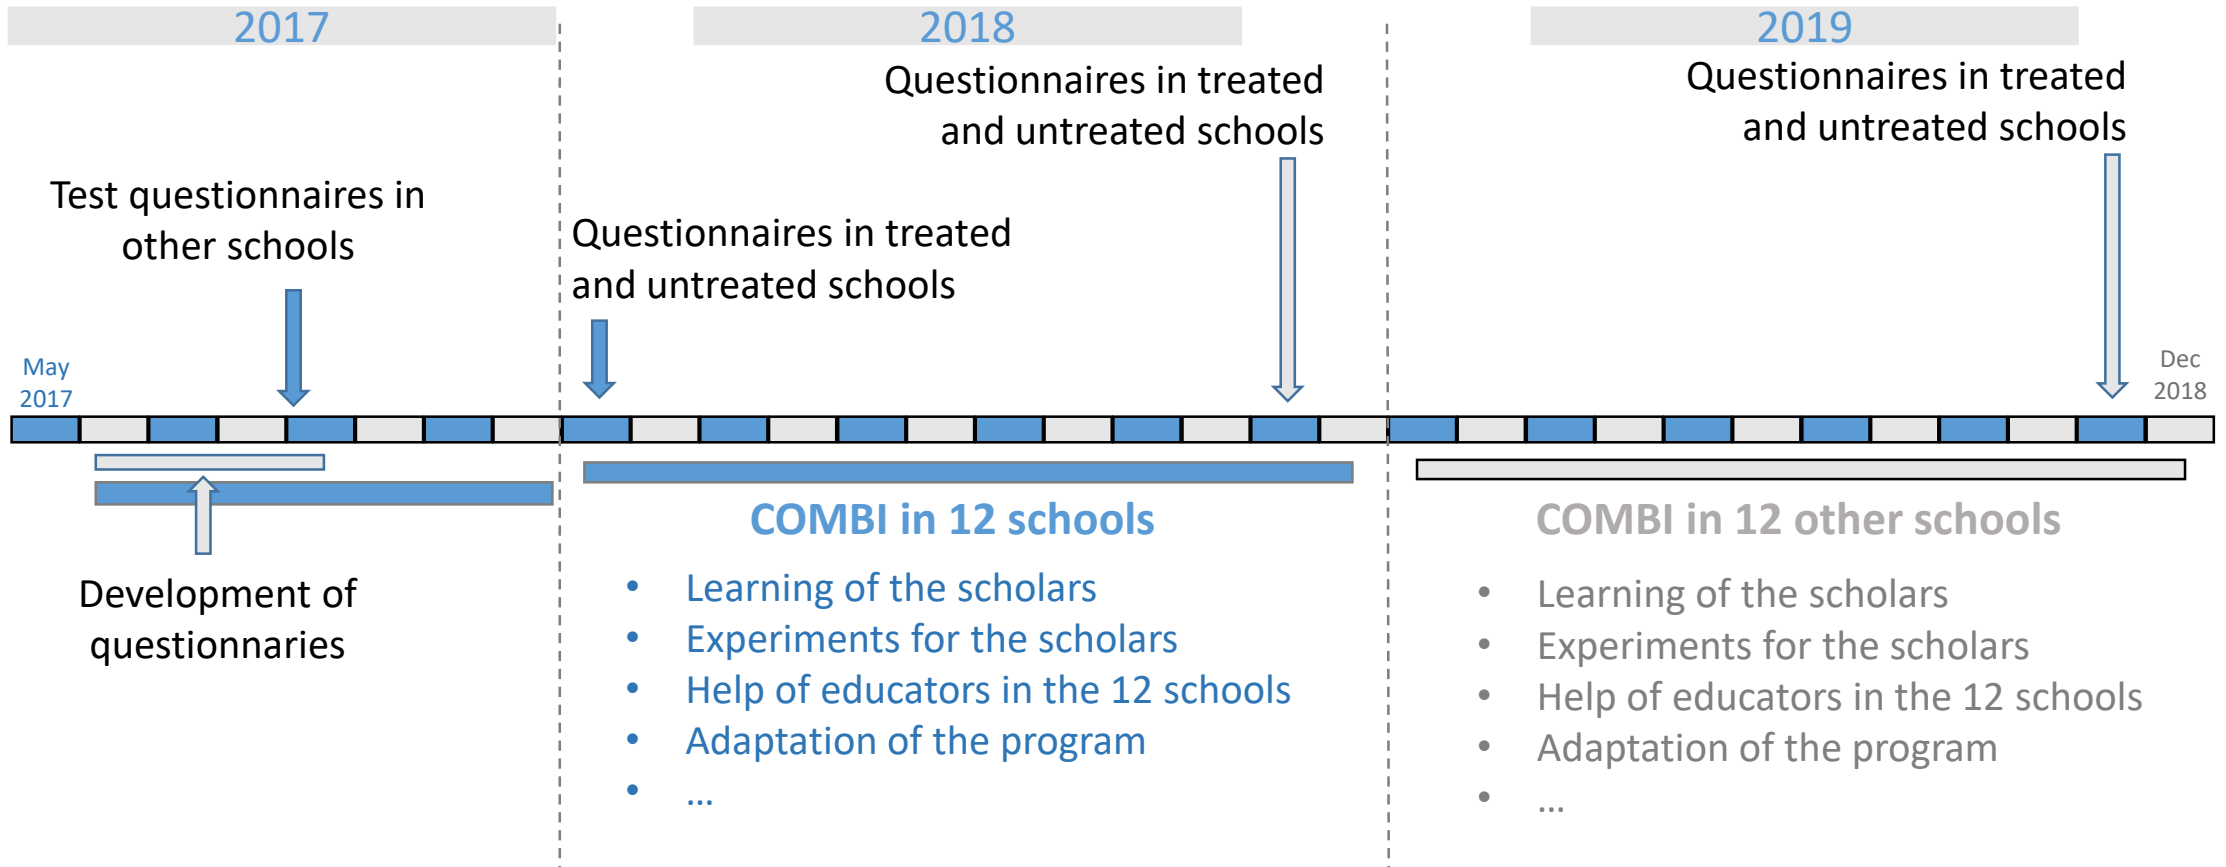 2017
2018
2019
Questionnaires in treated
and untreated schools
Questionnaires in treated
and untreated schools
Test questionnaires in
other schools
Questionnaires in treated
and untreated schools
May
2017
Dec
2018
Development of
questionnaries
COMBI in 12 schools
• Learning of the scholars
• Experiments for the scholars
• Help of educators in the 12 schools
• Adaptation of the program
• ...
COMBI in 12 other schools
• Learning of the scholars
• Experiments for the scholars
• Help of educators in the 12 schools
• Adaptation of the program
• ...